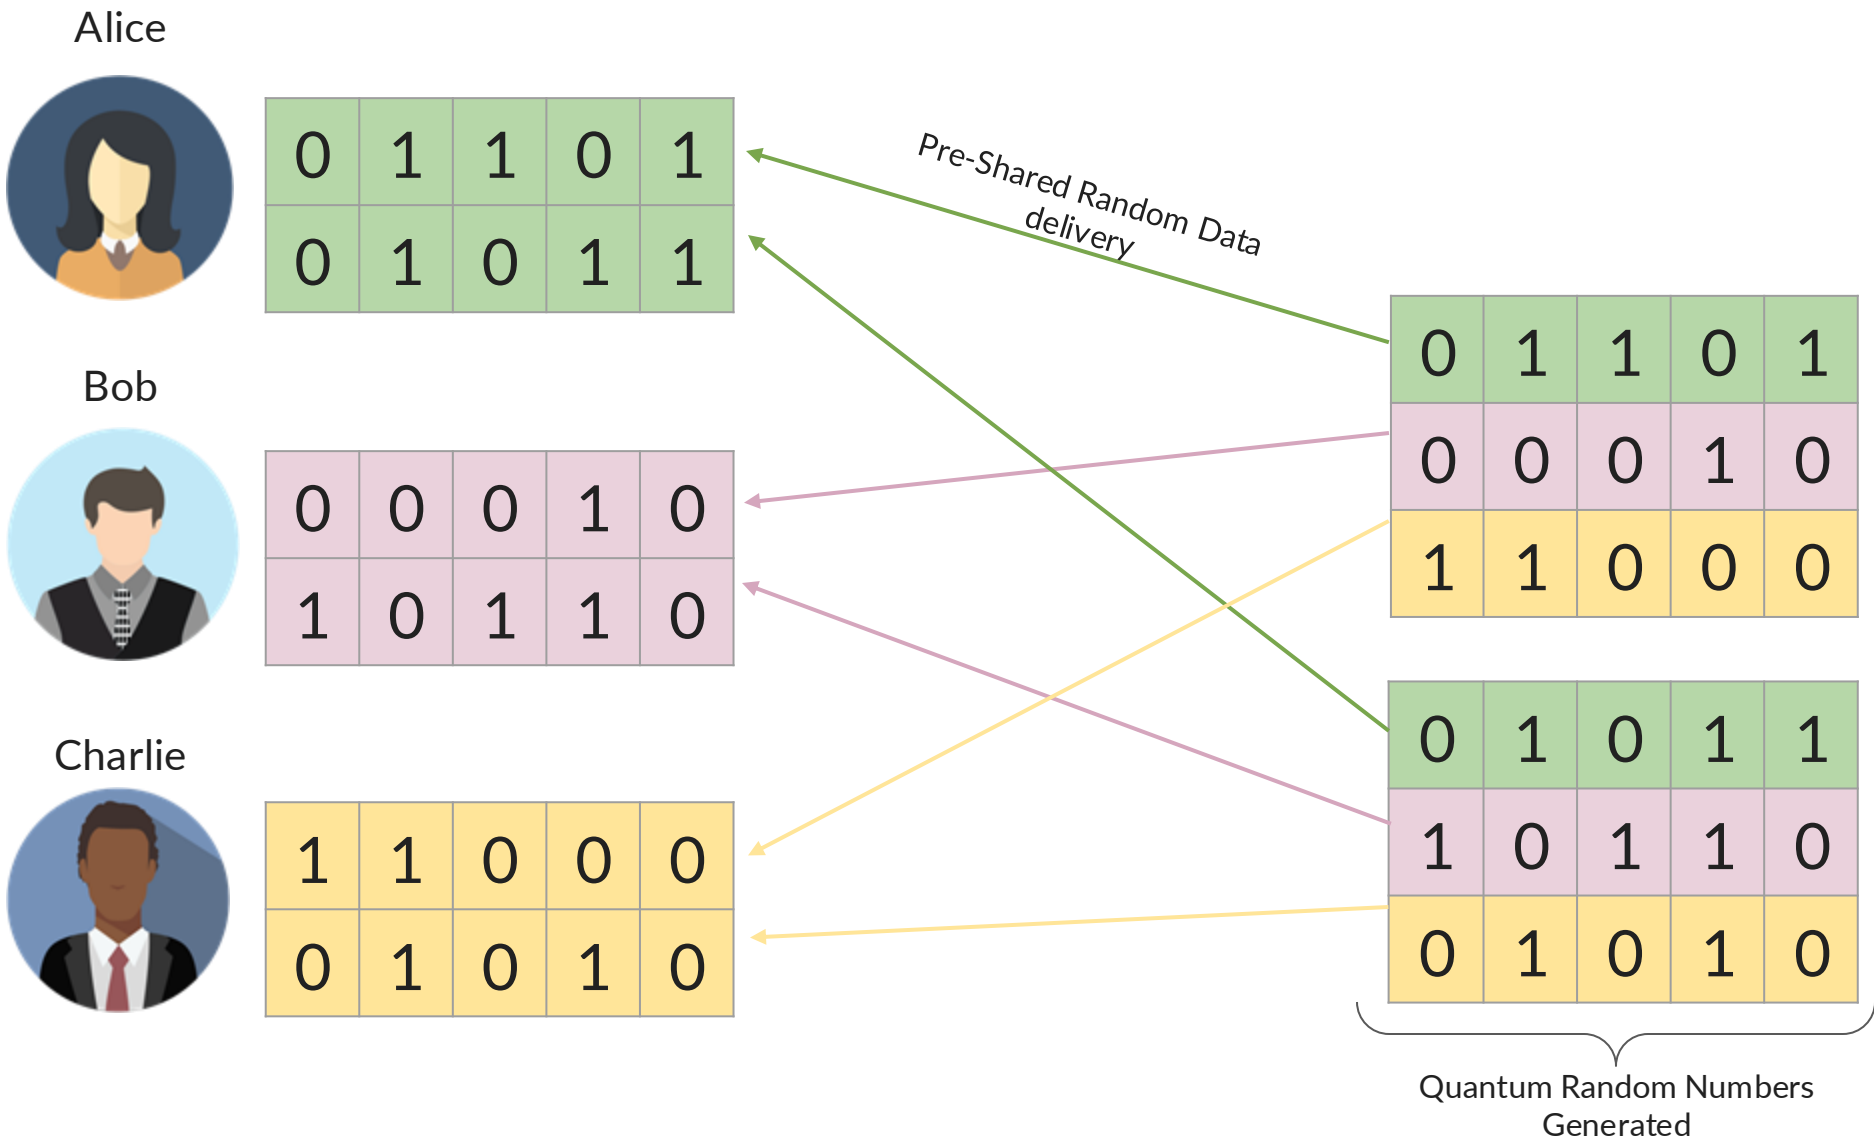 Alice
0 1 1 0 1
0 1 0 1 1
Bob
0 0 0 1 0
1 0 1 1 0
Charlie
1 1 0 0 0
0 1 0 1 0
Pre-Shared Random Data
delivery
0 1 1 0 1
0 0 0 1 0
1 1 0 0 0
0 1 0 1 1
1 0 1 1 0
0 1 0 1 0
Quantum Random Numbers
Generated